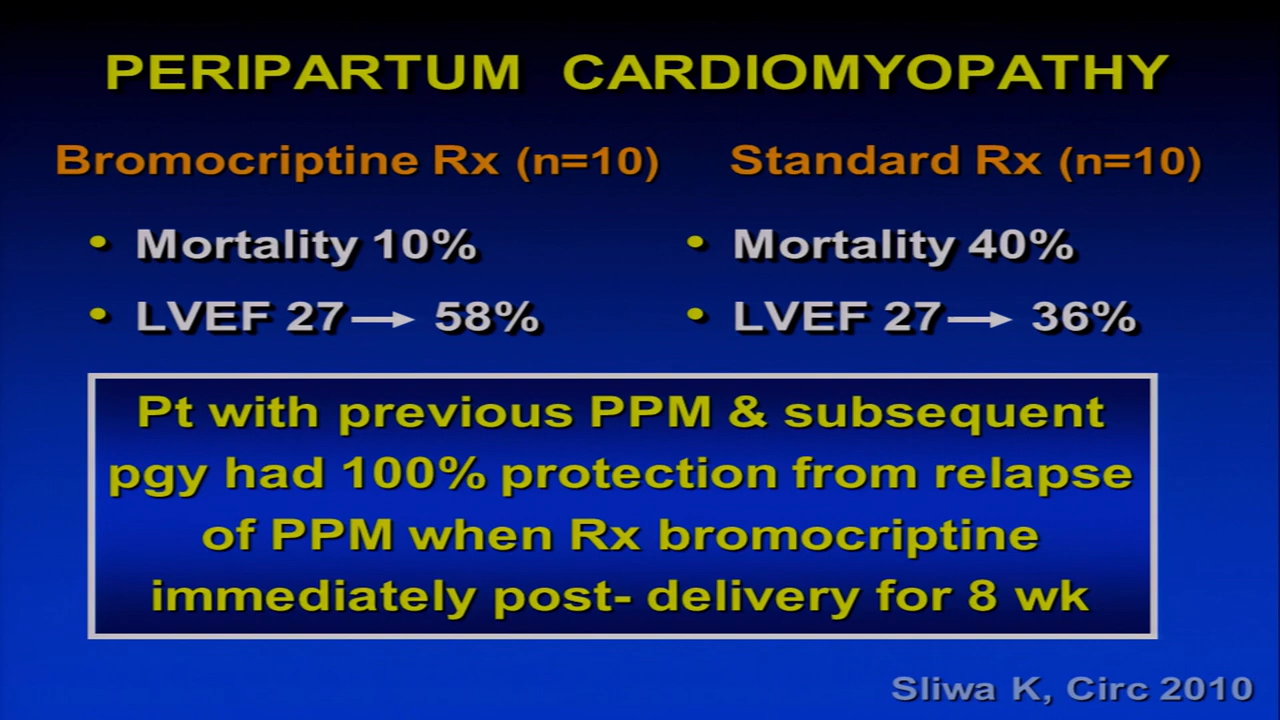 PERIPARTUM CARDIOMYOPATHY
Bromocriptine Rx (n=10)
• Mortality 10%
• LVEF 27 → 58%
Standard Rx (n=10)
• Mortality 40%
• LVEF 27 → 36%
Pt with previous PPM & subsequent
pgy had 100% protection from relapse
of PPM when Rx bromocriptine
immediately post- delivery for 8 wk
Sliwa K, Circ 2010